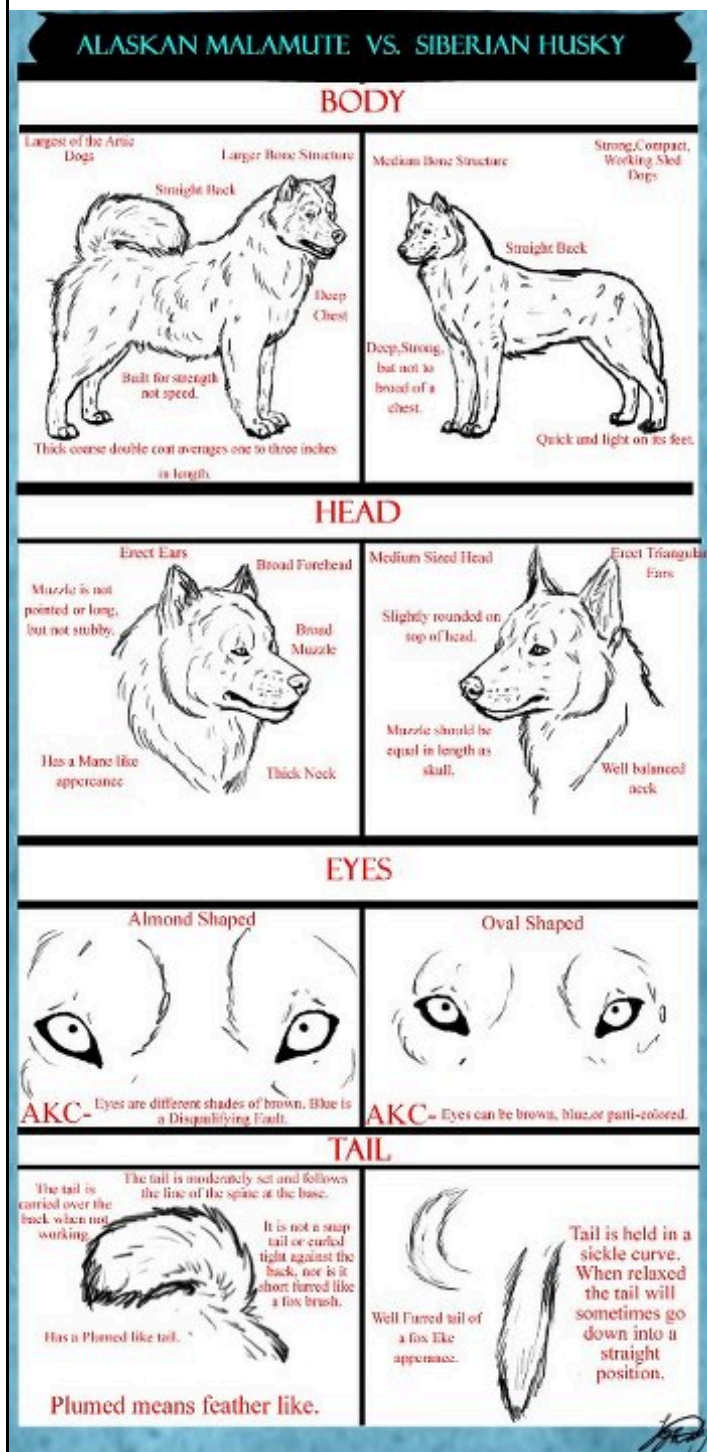 ALASKAN MALAMUTE VS. SIBERIAN HUSKY
BODY
Largest of the Artic
Dogs
Larger Bone Structure
Straight Back
Deep
Chest
Built for strength
not speed.
Thick coarse double coat averages one to three inches
in length.
Medium Bone Structure
Strong,Compact,
Working Sled
Dogs
Straight Back
Deep,Strong,
but not to
broad of a
chest.
Quick and light on its feet.
HEAD
Erect Ears
Broad Forehead
Muzzle is not
pointed or long,
but not stubby.
Broad
Muzzle
Has a Mane like
appereance
Thick Neck
Medium Sized Head
Erect Triangular
Ears
Slightly rounded on
top of head.
Muzzle should be
equal in length as
skull.
Well balanced
neck
EYES
Almond Shaped
AKC- Eyes are different shades of brown. Blue is
a Disqualifying Fault.
Oval Shaped
AKC- Eyes can be brown, blue,or parti-colored.
TAIL
The tail is
carried over the
back when not
working.
The tail is moderately set and follows
the line of the spine at the base.
It is not a snap
tail or curled
tight against the
back, nor is it
short furred like
a fox brush.
Has a Plumed like tail.
Plumed means feather like.
Well Furred tail of
a fox like
apperance.
Tail is held in a
sickle curve.
When relaxed
the tail will
sometimes go
down into a
straight
position.